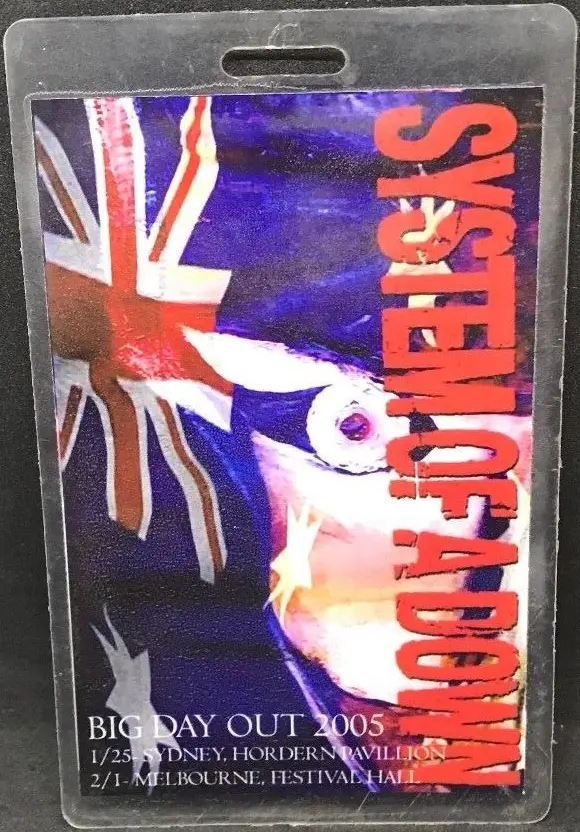 SYSTEM OF A DOWN
BIG DAY OUT 2005
1/25- SYDNEY, HORDERN PAVILLION
2/1- MELBOURNE, FESTIVAL HALL